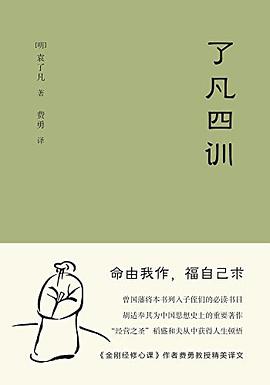 了凡四训
[明]袁了凡 著
费勇 译
命由我作，福自己求
曾国藩将本书列入子侄们的必读书目
胡适奉其为中国思想史上的重要著作
“经营之圣”稻盛和夫从中获得人生顿悟
《金刚经修心课》作者费勇教授精美译文